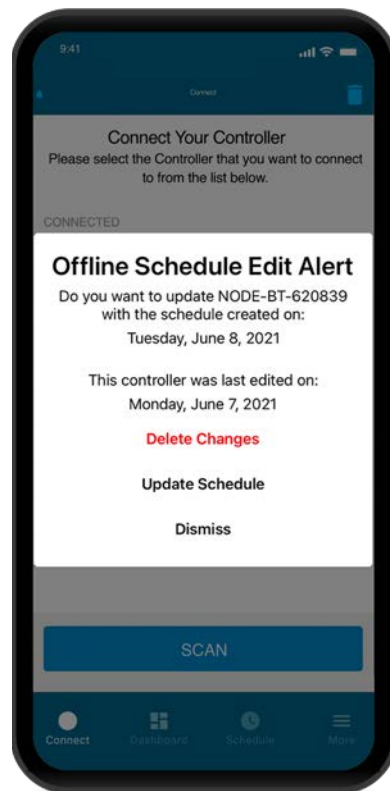 9:41
Connect
Connect Your Controller
Please select the Controller that you want to connect
to from the list below.
CONNECTED
Offline Schedule Edit Alert
Do you want to update NODE-BT-620839
with the schedule created on:
Tuesday, June 8, 2021
This controller was last edited on:
Monday, June 7, 2021
Delete Changes
Update Schedule
Dismiss
SCAN
Connect
Dashboard
Schedule
More